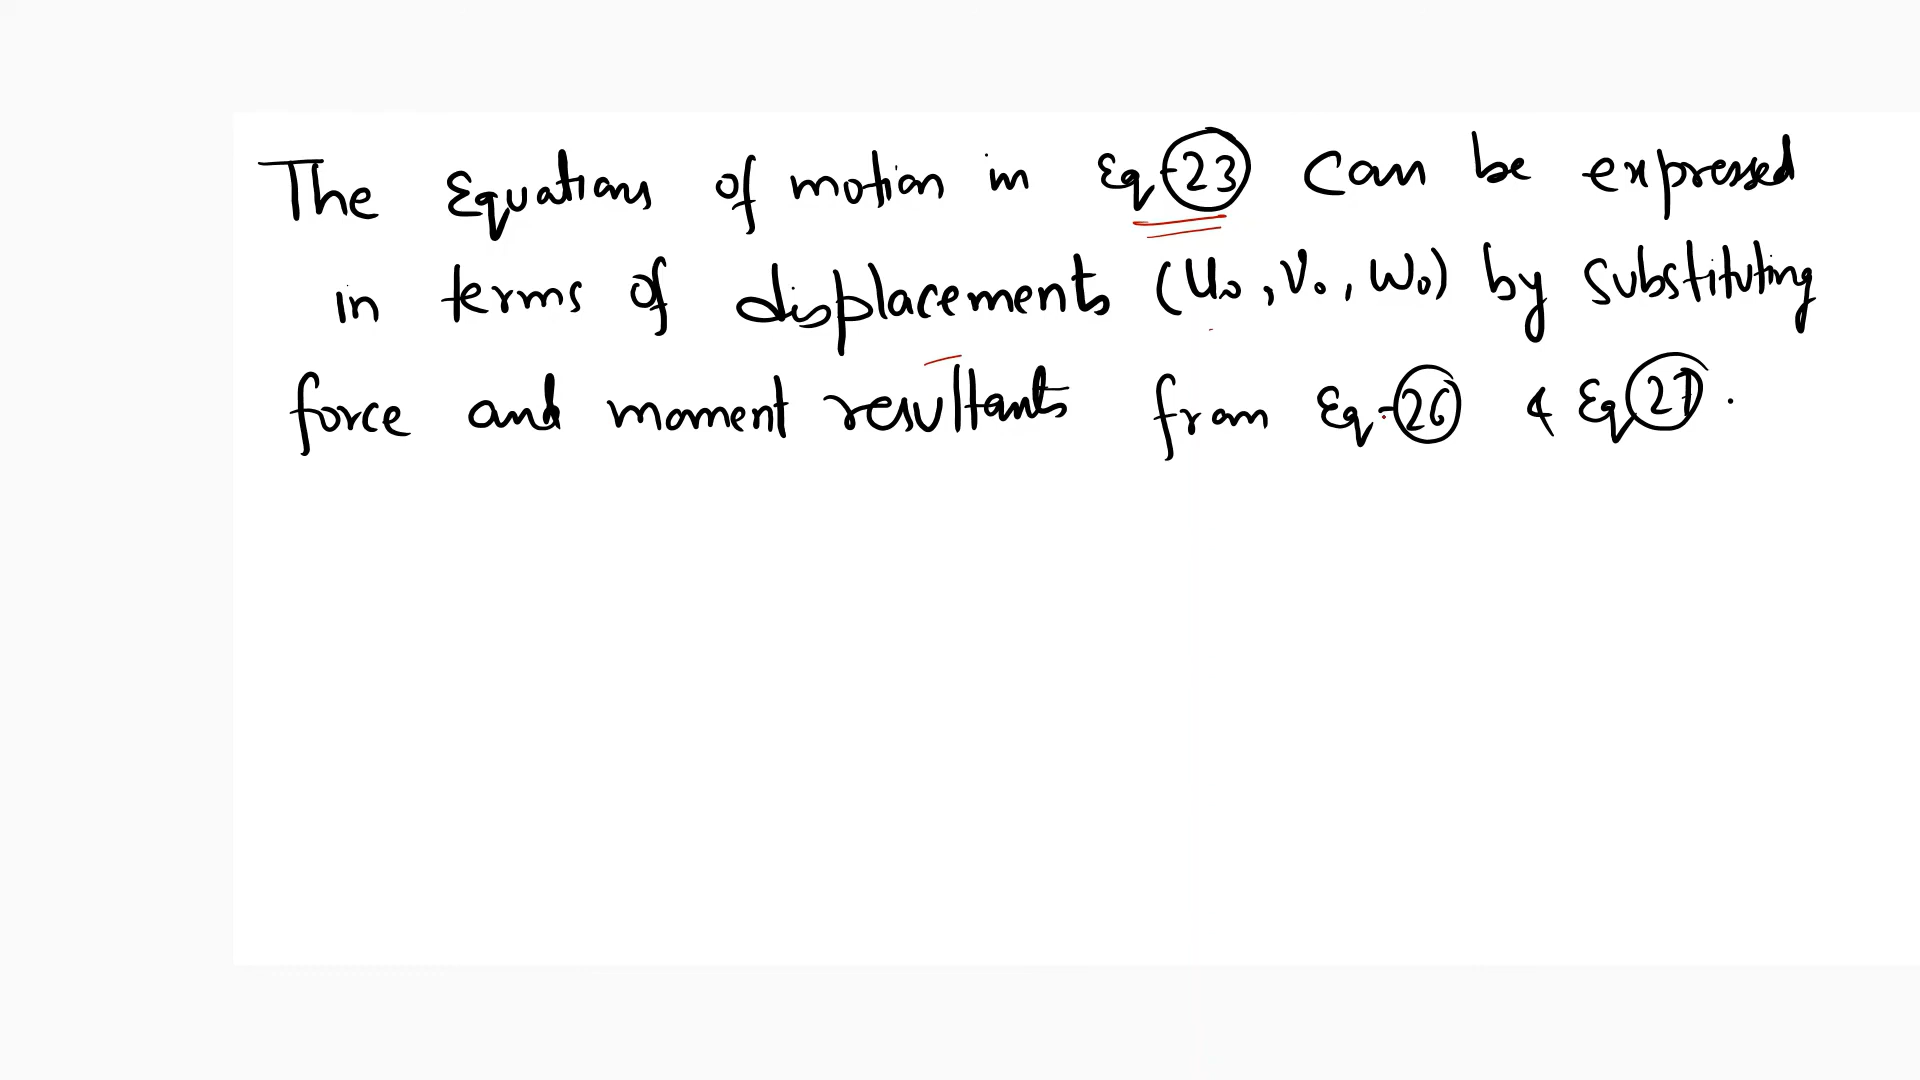 The Equations of motion in Eq-23 can be expressed
in terms of displacements (u₀, v₀, w₀) by substituting
force and moment resultants from Eq-26 & Eq 27.